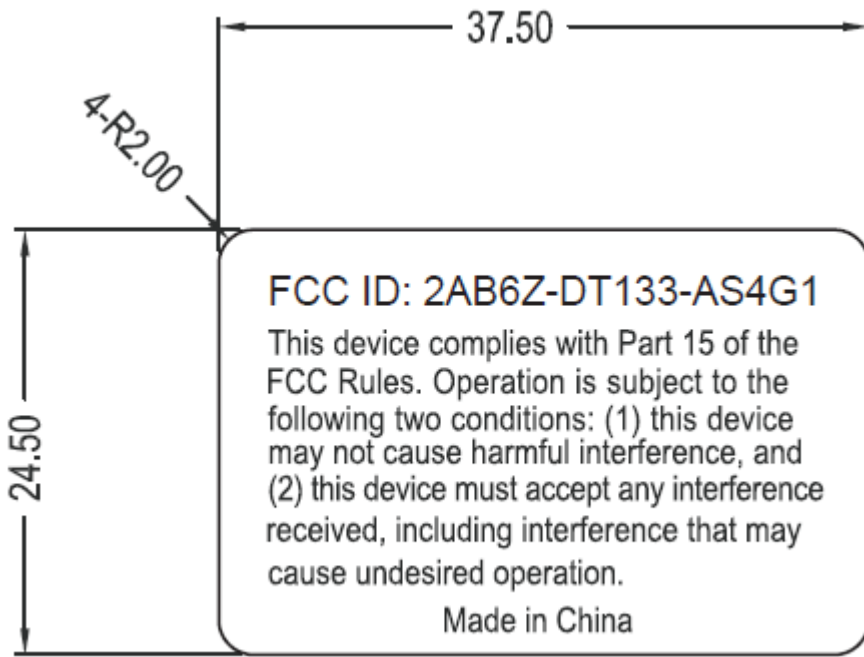 37.50
4-R2.00
24.50
FCC ID: 2AB6Z-DT133-AS4G1
This device complies with Part 15 of the
FCC Rules. Operation is subject to the
following two conditions: (1) this device
may not cause harmful interference, and
(2) this device must accept any interference
received, including interference that may
cause undesired operation.
Made in China